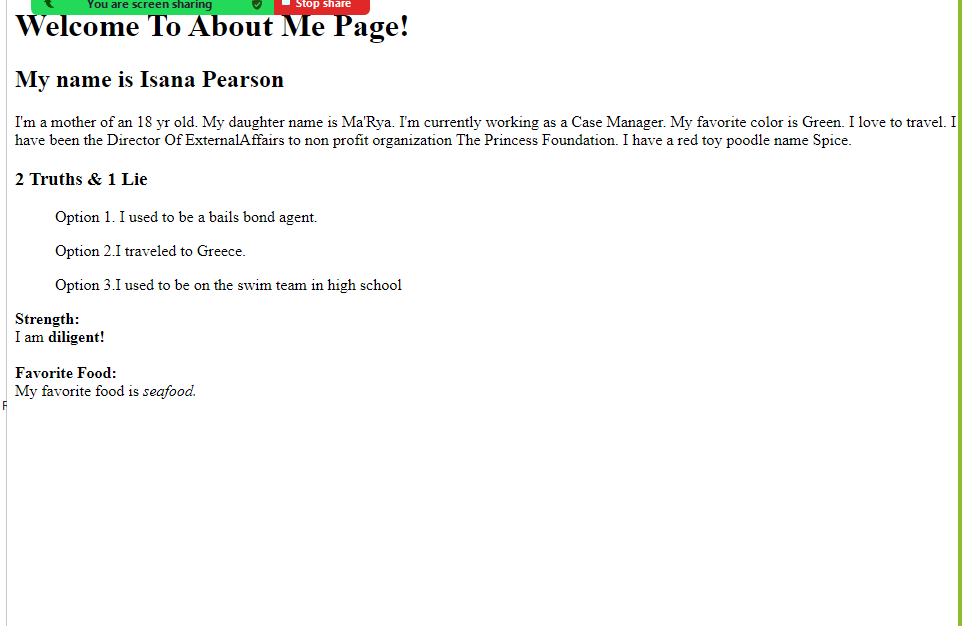 You are screen sharing Stop share
Welcome To About Me Page!
My name is Isana Pearson
I'm a mother of an 18 yr old. My daughter name is Ma'Rya. I'm currently working as a Case Manager. My favorite color is Green. I love to travel. I
have been the Director Of ExternalAffairs to non profit organization The Princess Foundation. I have a red toy poodle name Spice.
2 Truths & 1 Lie
Option 1. I used to be a bails bond agent.
Option 2.I traveled to Greece.
Option 3.I used to be on the swim team in high school
Strength:
I am diligent!
Favorite Food:
My favorite food is seafood.